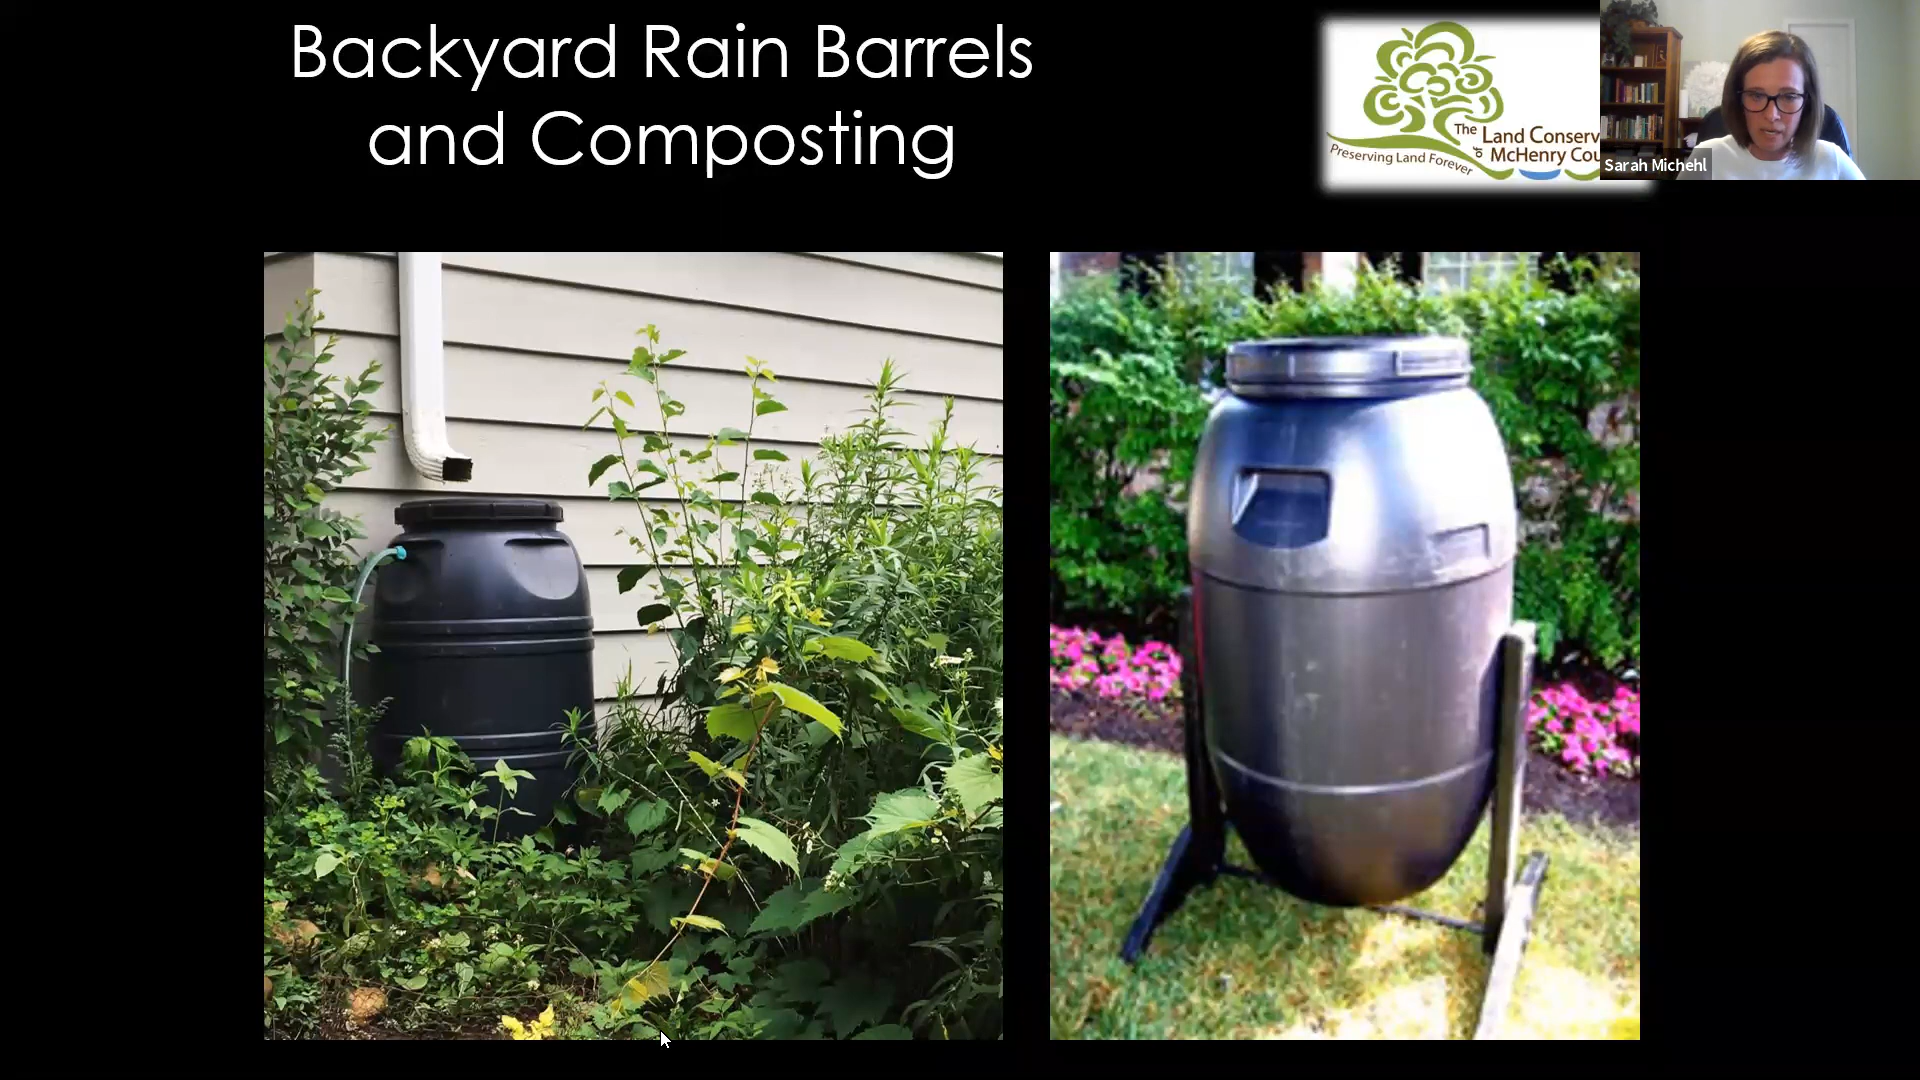 Backyard Rain Barrels
and Composting
The Land Conserv
of McHenry Cou
Preserving Land Forever
Sarah Michehl